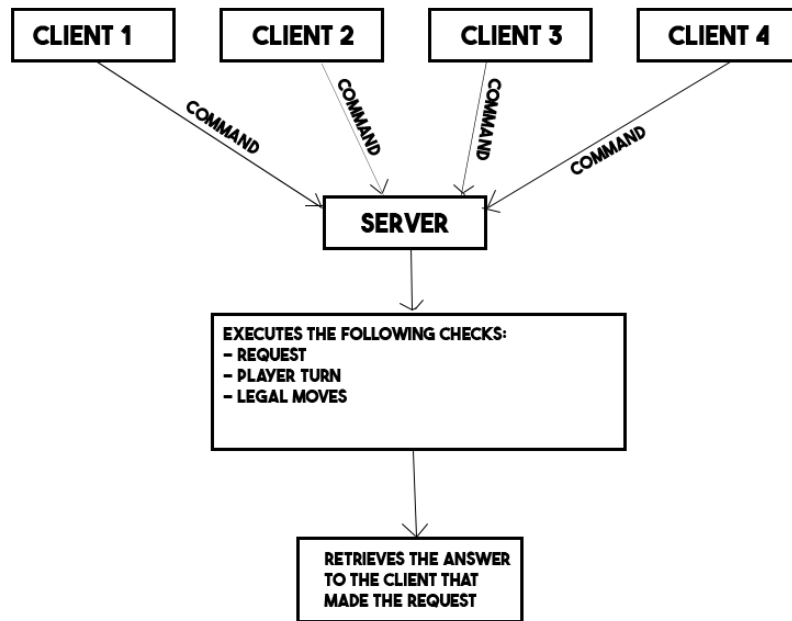 CLIENT 1
CLIENT 2
CLIENT 3
CLIENT 4
COMMAND
COMMAND
COMMAND
COMMAND
SERVER
EXECUTES THE FOLLOWING CHECKS:
- REQUEST
- PLAYER TURN
- LEGAL MOVES
RETRIEVES THE ANSWER
TO THE CLIENT THAT
MADE THE REQUEST